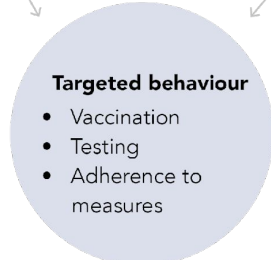 Targeted behaviour
• Vaccination
• Testing
• Adherence to
measures